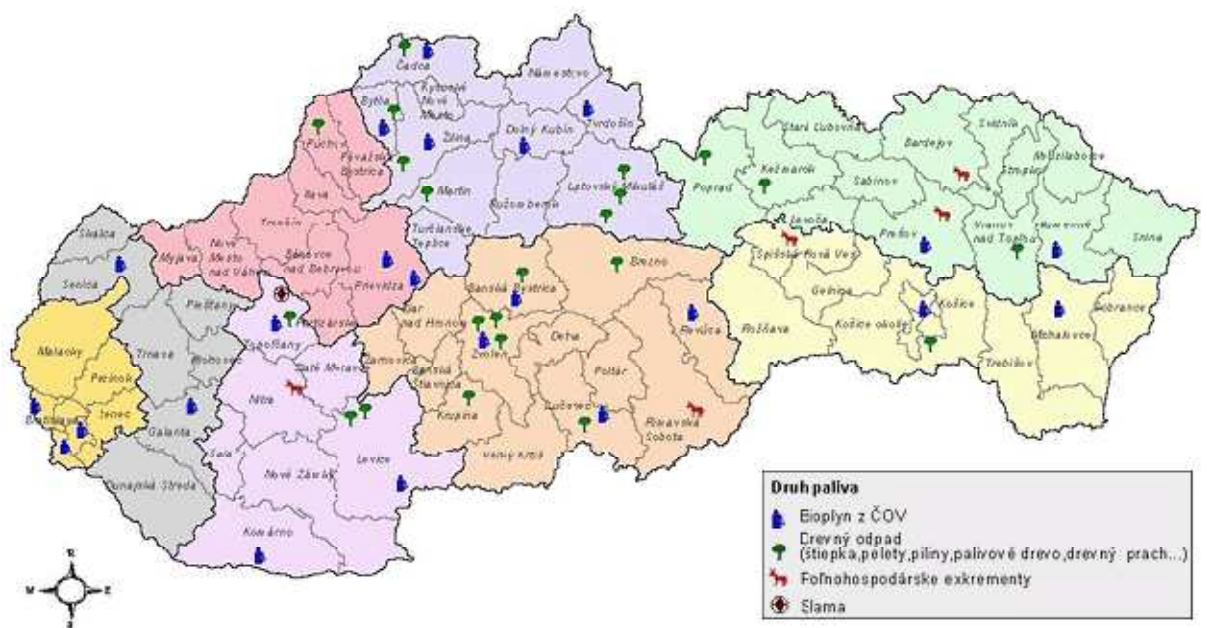 Čadca
Námestovo
Bytča
Kysucké
Nové
Mesto
Tvrdošín
Žilina
Dolný Kubín
Púchov
Považská
Bystrica
Ilava
Martin
Ružomberok
Liptovský Mikuláš
Turčianske
Teplice
Stará Ľubovňa
Bardejov
Svidník
Medzilaborce
Stropkov
Kežmarok
Sabinov
Poprad
Levoča
Prešov
Vranov
nad Topľou
Humenné
Snina
Skalica
Trenčín
Myjava
Nové
Mesto
nad Váhom
Bánovce
nad Bebravou
Prievidza
Senica
Piešťany
Partizánske
Topoľčany
Malacky
Trnava
Hlohovec
Pezinok
Senec
Bratislava
Galanta
Dunajská Streda
Zlaté Moravce
Nitra
Šaľa
Nové Zámky
Levice
Komárno
Banská Bystrica
Brezno
Žiar
nad Hronom
Zvolen
Detva
Revúca
Žarnovica
Banská
Štiavnica
Poltár
Krupina
Lučenec
Rimavská
Sobota
Veľký Krtíš
Spišská Nová Ves
Gelnica
Rožňava
Košice okolie
Košice
Michalovce
Sobrance
Trebišov
R
W E
S
Druh paliva
Bioplyn z ČOV
Drevný odpad
(štiepka,pelety,piliny,palivové drevo,drevný prach...)
Poľnohospodárske exkrementy
Slama